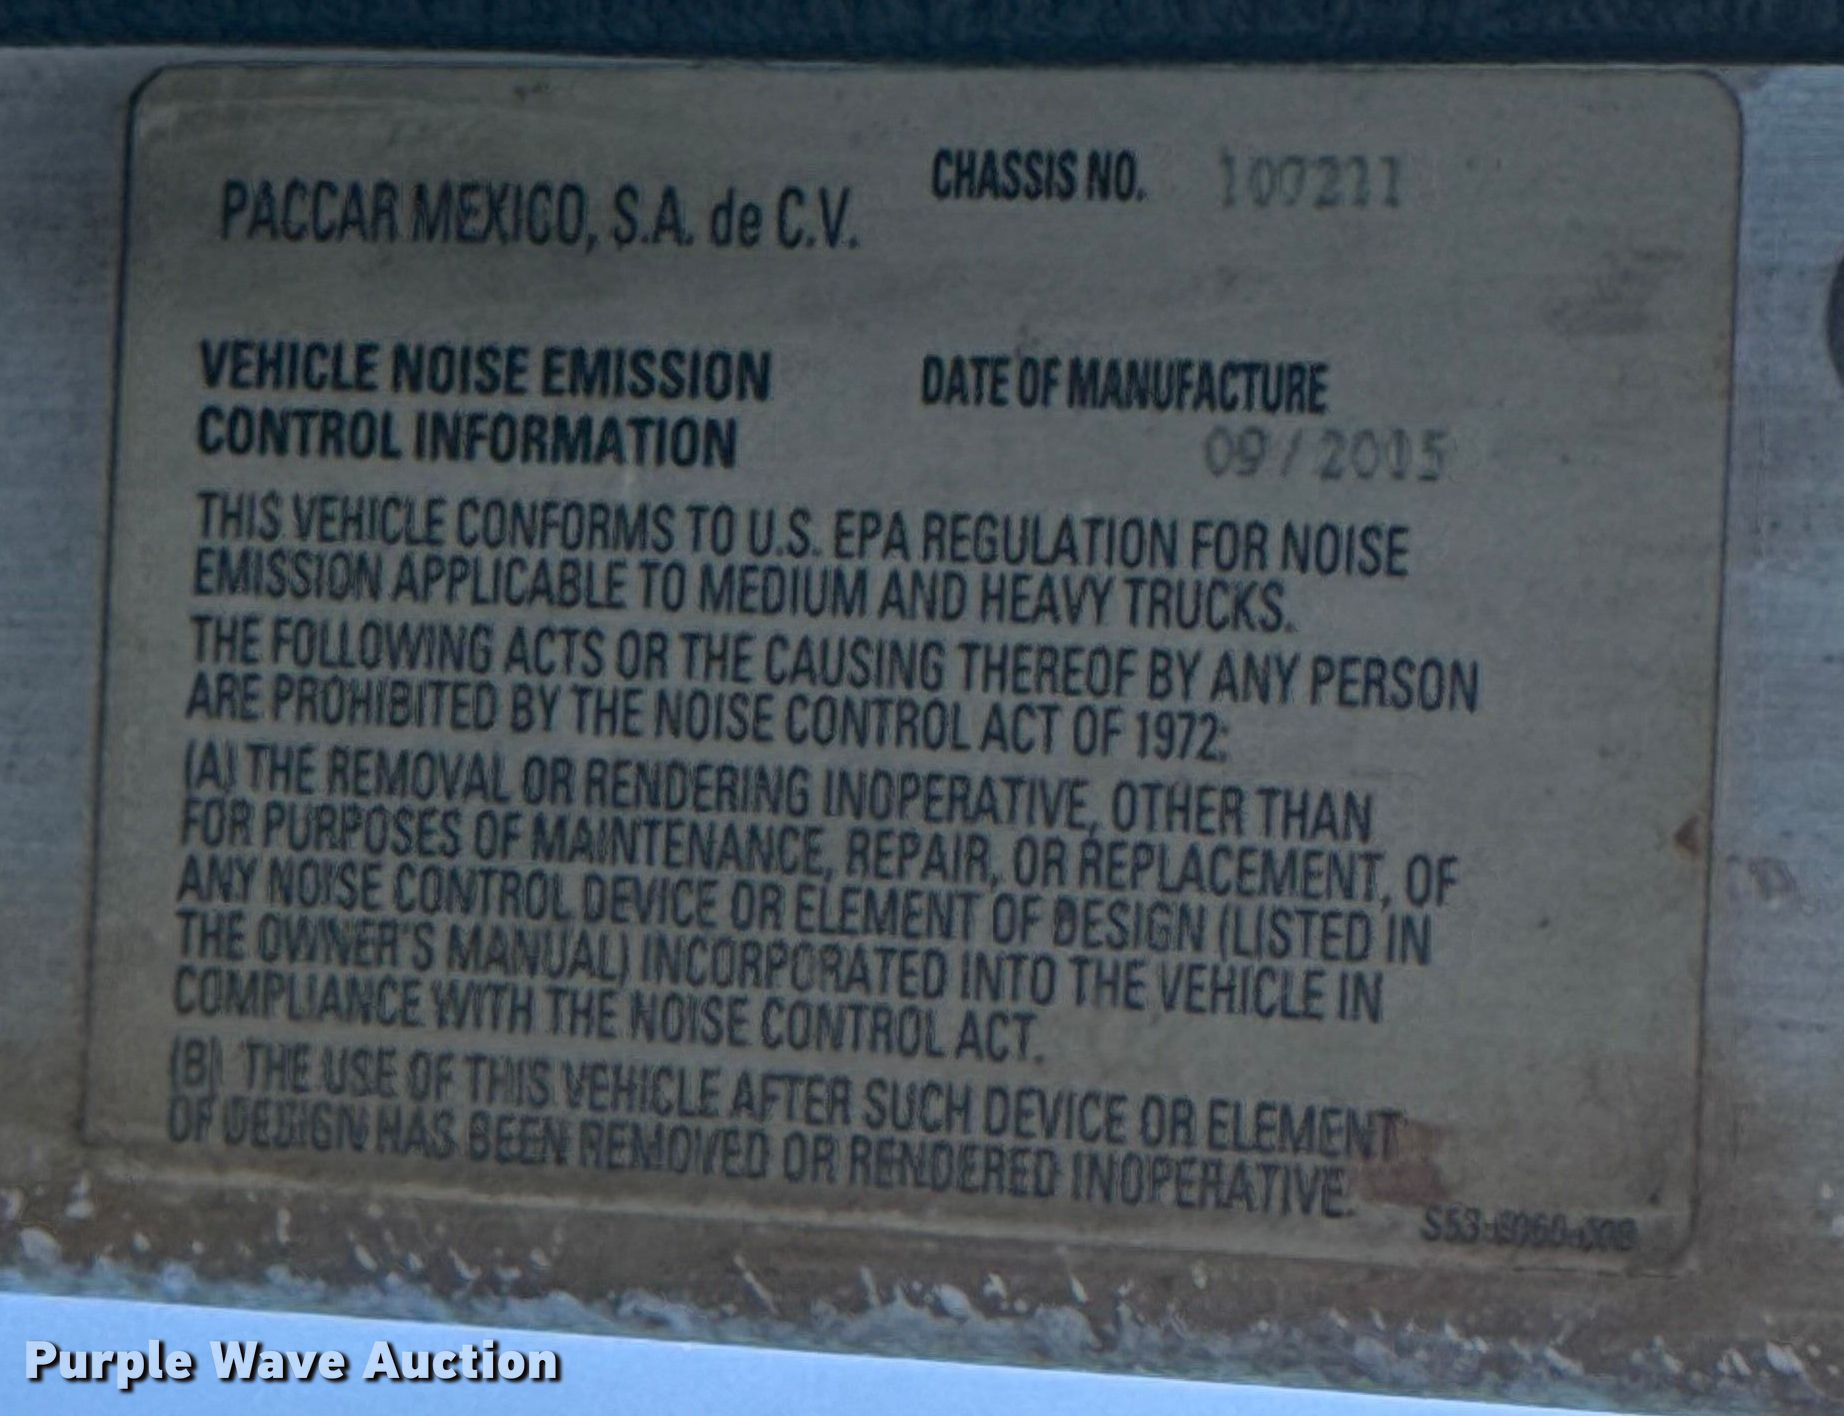 PACCAR MEXICO, S.A. de C.V.
CHASSIS NO.
VEHICLE NOISE EMISSION
CONTROL INFORMATION
DATE OF MANUFACTURE
09/2015
THIS VEHICLE CONFORMS TO U.S. EPA REGULATION FOR NOISE
EMISSION APPLICABLE TO MEDIUM AND HEAVY TRUCKS.
THE FOLLOWING ACTS OR THE CAUSING THEREOF BY ANY PERSON
ARE PROHIBITED BY THE NOISE CONTROL ACT OF 1972:
(A) THE REMOVAL OR RENDERING INOPERATIVE, OTHER THAN
FOR PURPOSES OF MAINTENANCE, REPAIR, OR REPLACEMENT, OF
ANY NOISE CONTROL DEVICE OR ELEMENT OF DESIGN (LISTED IN
THE OWNER'S MANUAL) INCORPORATED INTO THE VEHICLE IN
COMPLIANCE WITH THE NOISE CONTROL ACT.
(B) THE USE OF THIS VEHICLE AFTER SUCH DEVICE OR ELEMENT
OF DESIGN HAS BEEN REMOVED OR RENDERED INOPERATIVE.
Purple Wave Auction